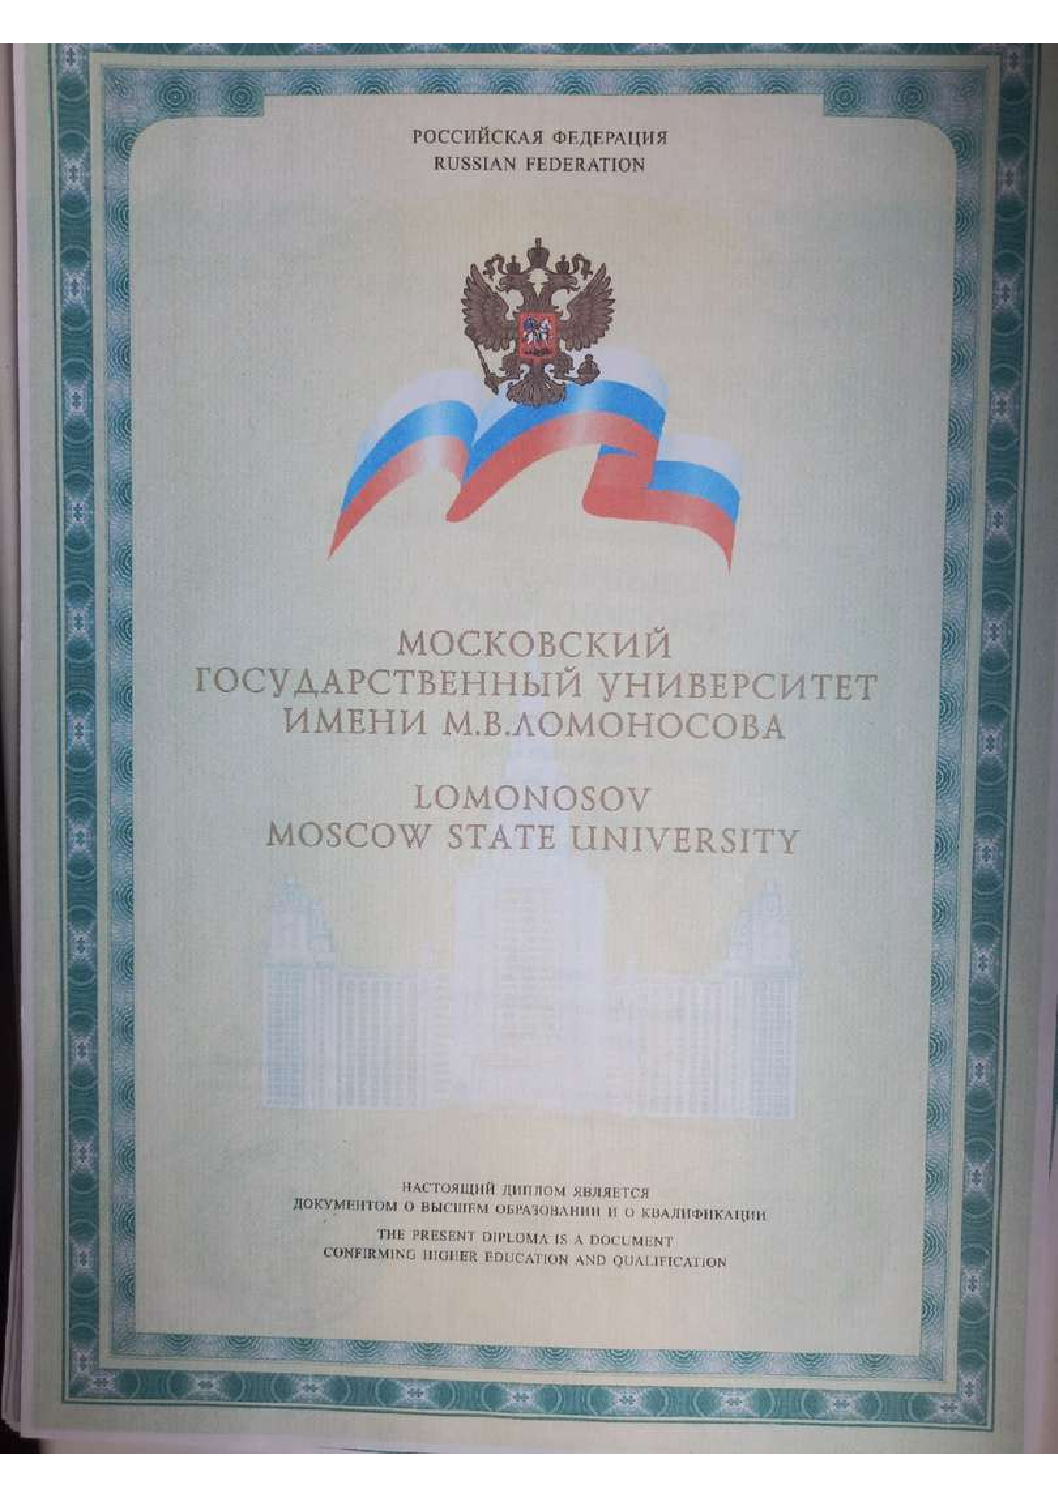 РОССИЙСКАЯ ФЕДЕРАЦИЯ
RUSSIAN FEDERATION
МОСКОВСКИЙ
ГОСУДАРСТВЕННЫЙ УНИВЕРСИТЕТ
ИМЕНИ М.В.ЛОМОНОСОВА
LOMONOSOV
MOSCOW STATE UNIVERSITY
НАСТОЯЩИЙ ДИПЛОМ ЯВЛЯЕТСЯ
ДОКУМЕНТОМ О ВЫСШЕМ ОБРАЗОВАНИИ И О КВАЛИФИКАЦИИ
THE PRESENT DIPLOMA IS A DOCUMENT
CONFIRMING HIGHER EDUCATION AND QUALIFICATION